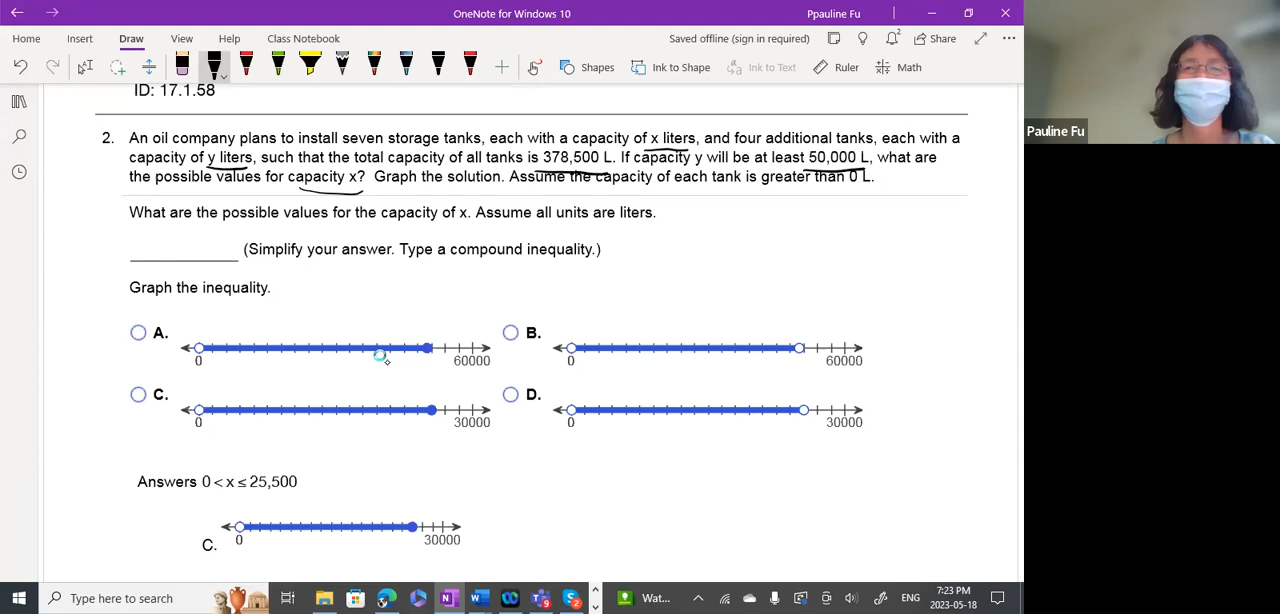 OneNote for Windows 10
Ppauline Fu
Home Insert Draw View Help Class Notebook Saved offline (sign in required) Share
Shapes Ink to Shape Ink to Text Ruler Math
ID: 17.1.58
2. An oil company plans to install seven storage tanks, each with a capacity of x liters, and four additional tanks, each with a
capacity of y liters, such that the total capacity of all tanks is 378,500 L. If capacity y will be at least 50,000 L, what are
the possible values for capacity x? Graph the solution. Assume the capacity of each tank is greater than 0 L.
What are the possible values for the capacity of x. Assume all units are liters.
(Simplify your answer. Type a compound inequality.)
Graph the inequality.
A. B.
0 60000 0 60000
C. D.
0 30000 0 30000
Answers 0 < x ≤ 25,500
0 30000
C.
Pauline Fu
Type here to search
Wat...
ENG
7:23 PM
2023-05-18